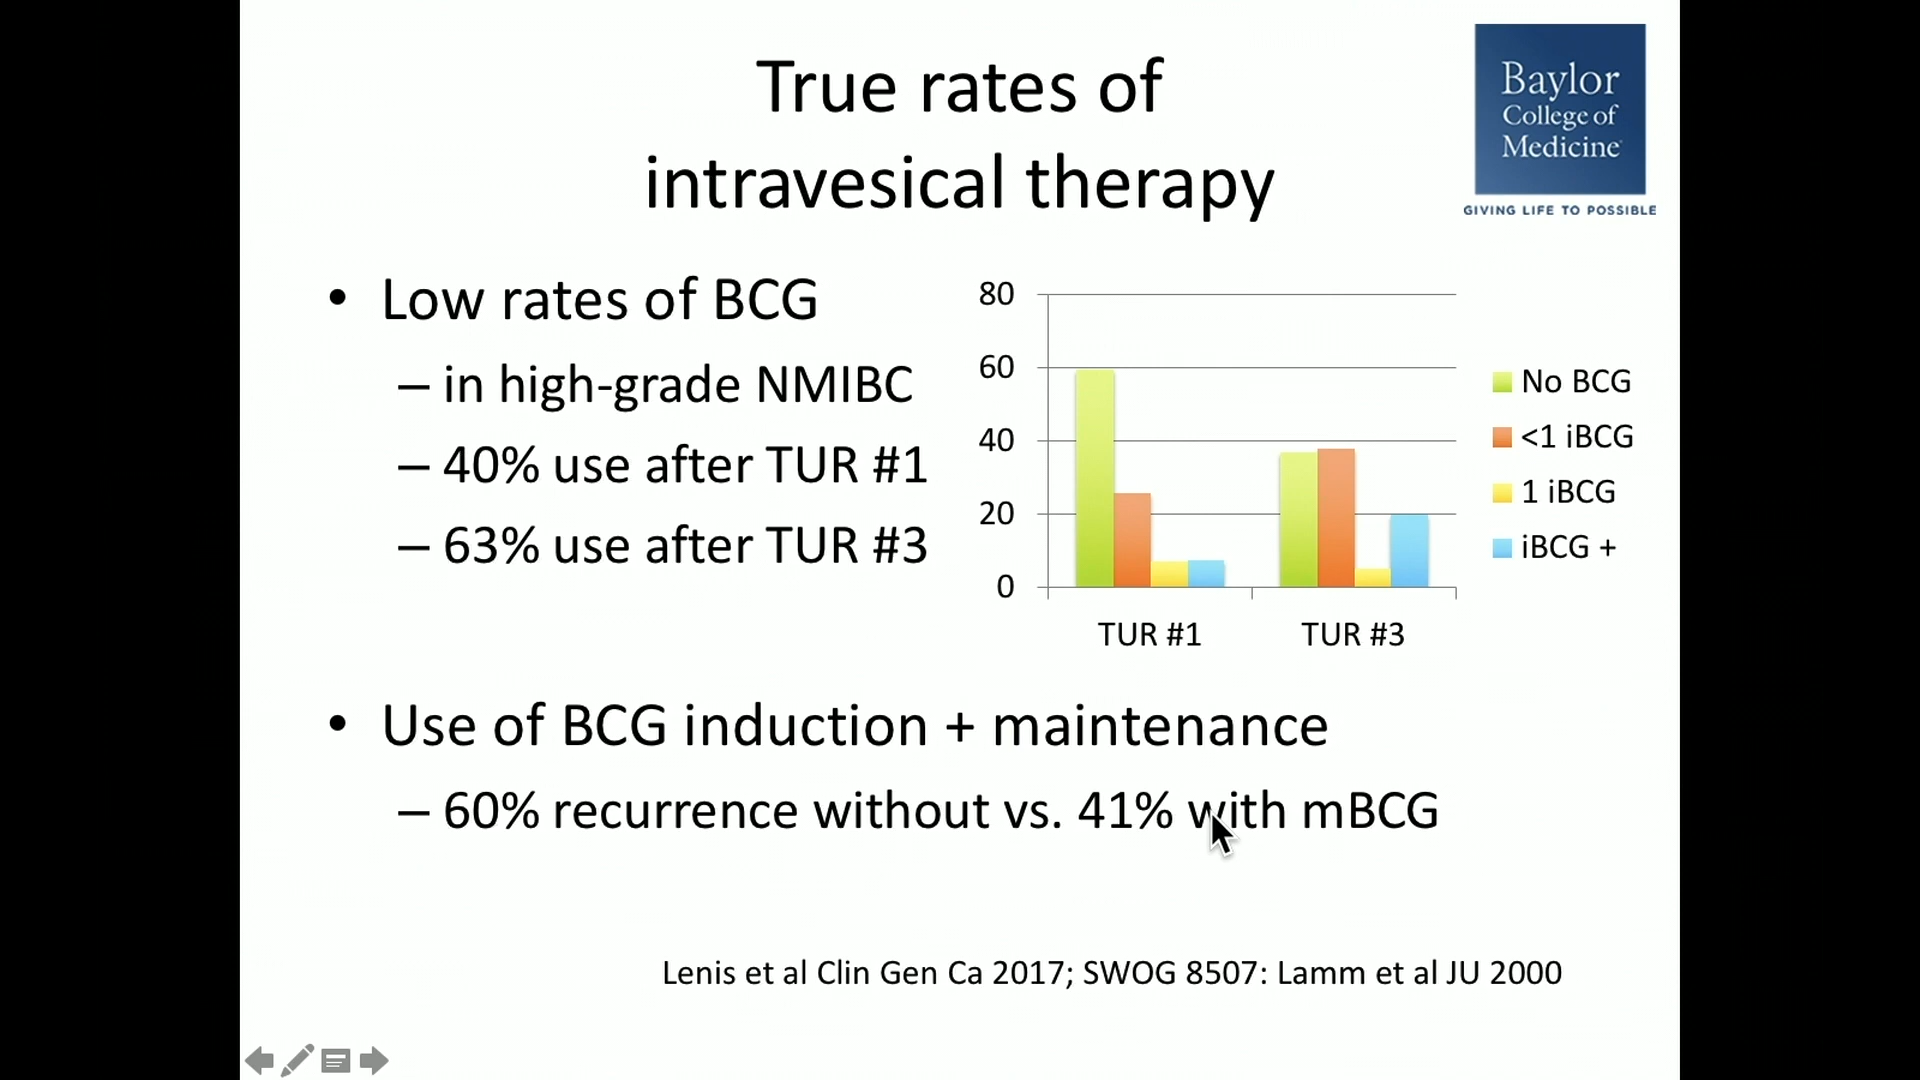 True rates of
intravesical therapy
Baylor
College of
Medicine
GIVING LIFE TO POSSIBLE
• Low rates of BCG
– in high-grade NMIBC
– 40% use after TUR #1
– 63% use after TUR #3
80
60
40
20
0
TUR #1 TUR #3
No BCG
<1 iBCG
1 iBCG
iBCG +
• Use of BCG induction + maintenance
– 60% recurrence without vs. 41% with mBCG
Lenis et al Clin Gen Ca 2017; SWOG 8507: Lamm et al JU 2000